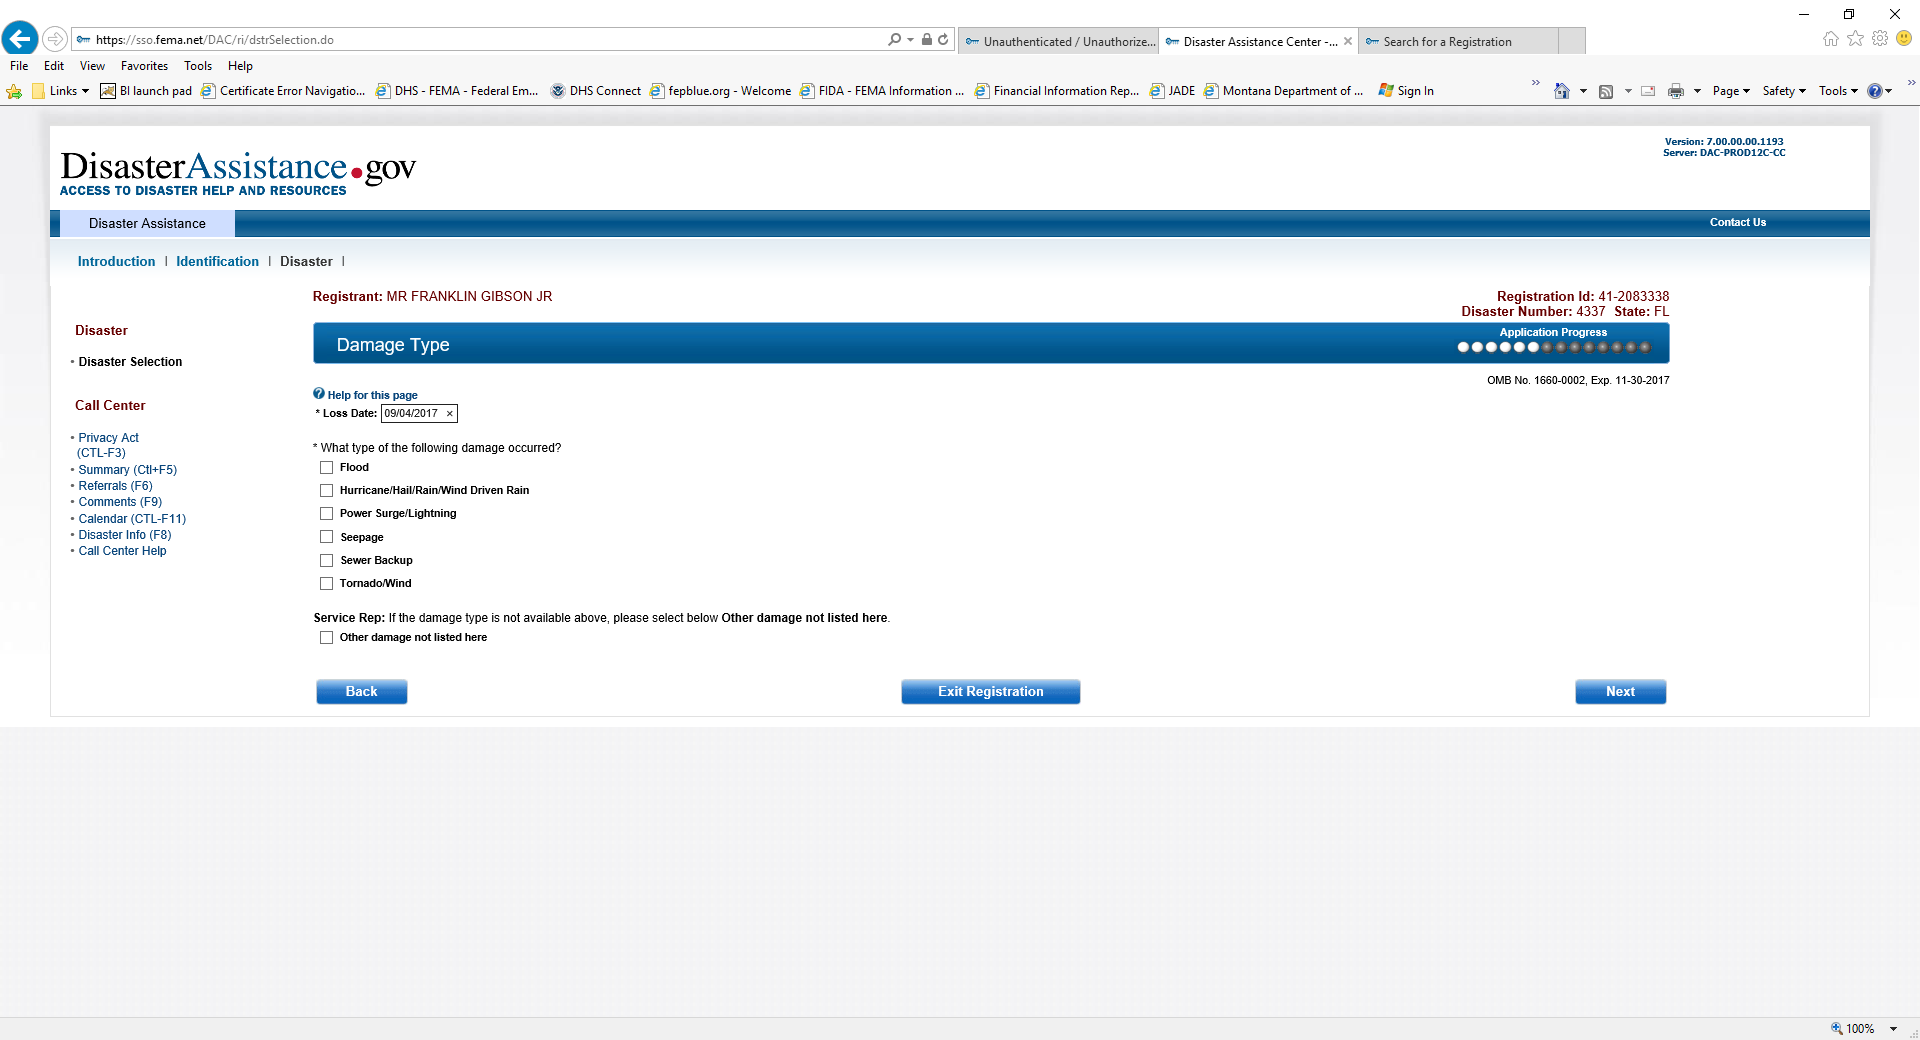 https://sso.fema.net/DAC/ri/dstrSelection.do
Unauthenticated / Unauthorize...
Disaster Assistance Center -...
Search for a Registration
File Edit View Favorites Tools Help
Links BI launch pad Certificate Error Navigatio... DHS - FEMA - Federal Em... DHS Connect fepblue.org - Welcome FIDA - FEMA Information ... Financial Information Rep... JADE Montana Department of ... Sign In Page Safety Tools
Version: 7.00.00.00.1193
Server: DAC-PROD12C-CC
DisasterAssistance.gov
ACCESS TO DISASTER HELP AND RESOURCES
Disaster Assistance
Contact Us
Introduction | Identification | Disaster |
Registrant: MR FRANKLIN GIBSON JR
Registration Id: 41-2083338
Disaster Number: 4337 State: FL
Disaster
• Disaster Selection
Call Center
• Privacy Act
(CTL-F3)
• Summary (Ctl+F5)
• Referrals (F6)
• Comments (F9)
• Calendar (CTL-F11)
• Disaster Info (F8)
• Call Center Help
Damage Type
Application Progress
OMB No. 1660-0002, Exp. 11-30-2017
Help for this page
* Loss Date: 09/04/2017 ×
* What type of the following damage occurred?
Flood
Hurricane/Hail/Rain/Wind Driven Rain
Power Surge/Lightning
Seepage
Sewer Backup
Tornado/Wind
Service Rep: If the damage type is not available above, please select below Other damage not listed here.
Other damage not listed here
Back
Exit Registration
Next
100%